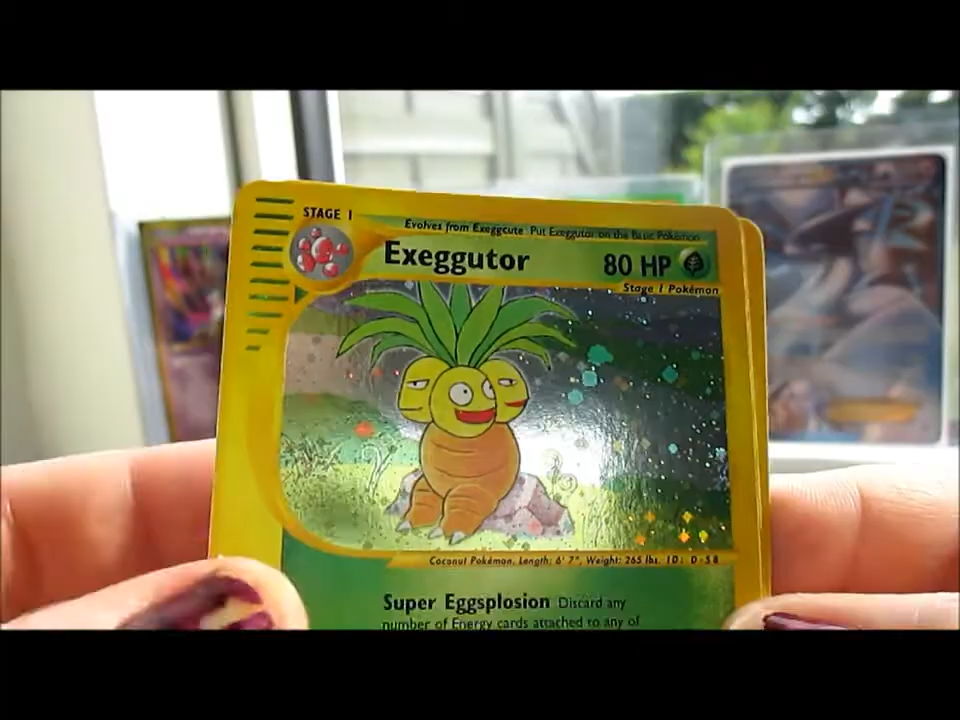 STAGE 1
Evolves from Exeggcute Put Exeggutor on the Basic Pokémon
Exeggutor 80 HP
Stage 1 Pokémon
Coconut Pokémon. Length: 6' 7", Weight: 265 lbs. ID: D-58
Super Eggsplosion Discard any
number of Energy cards attached to any of